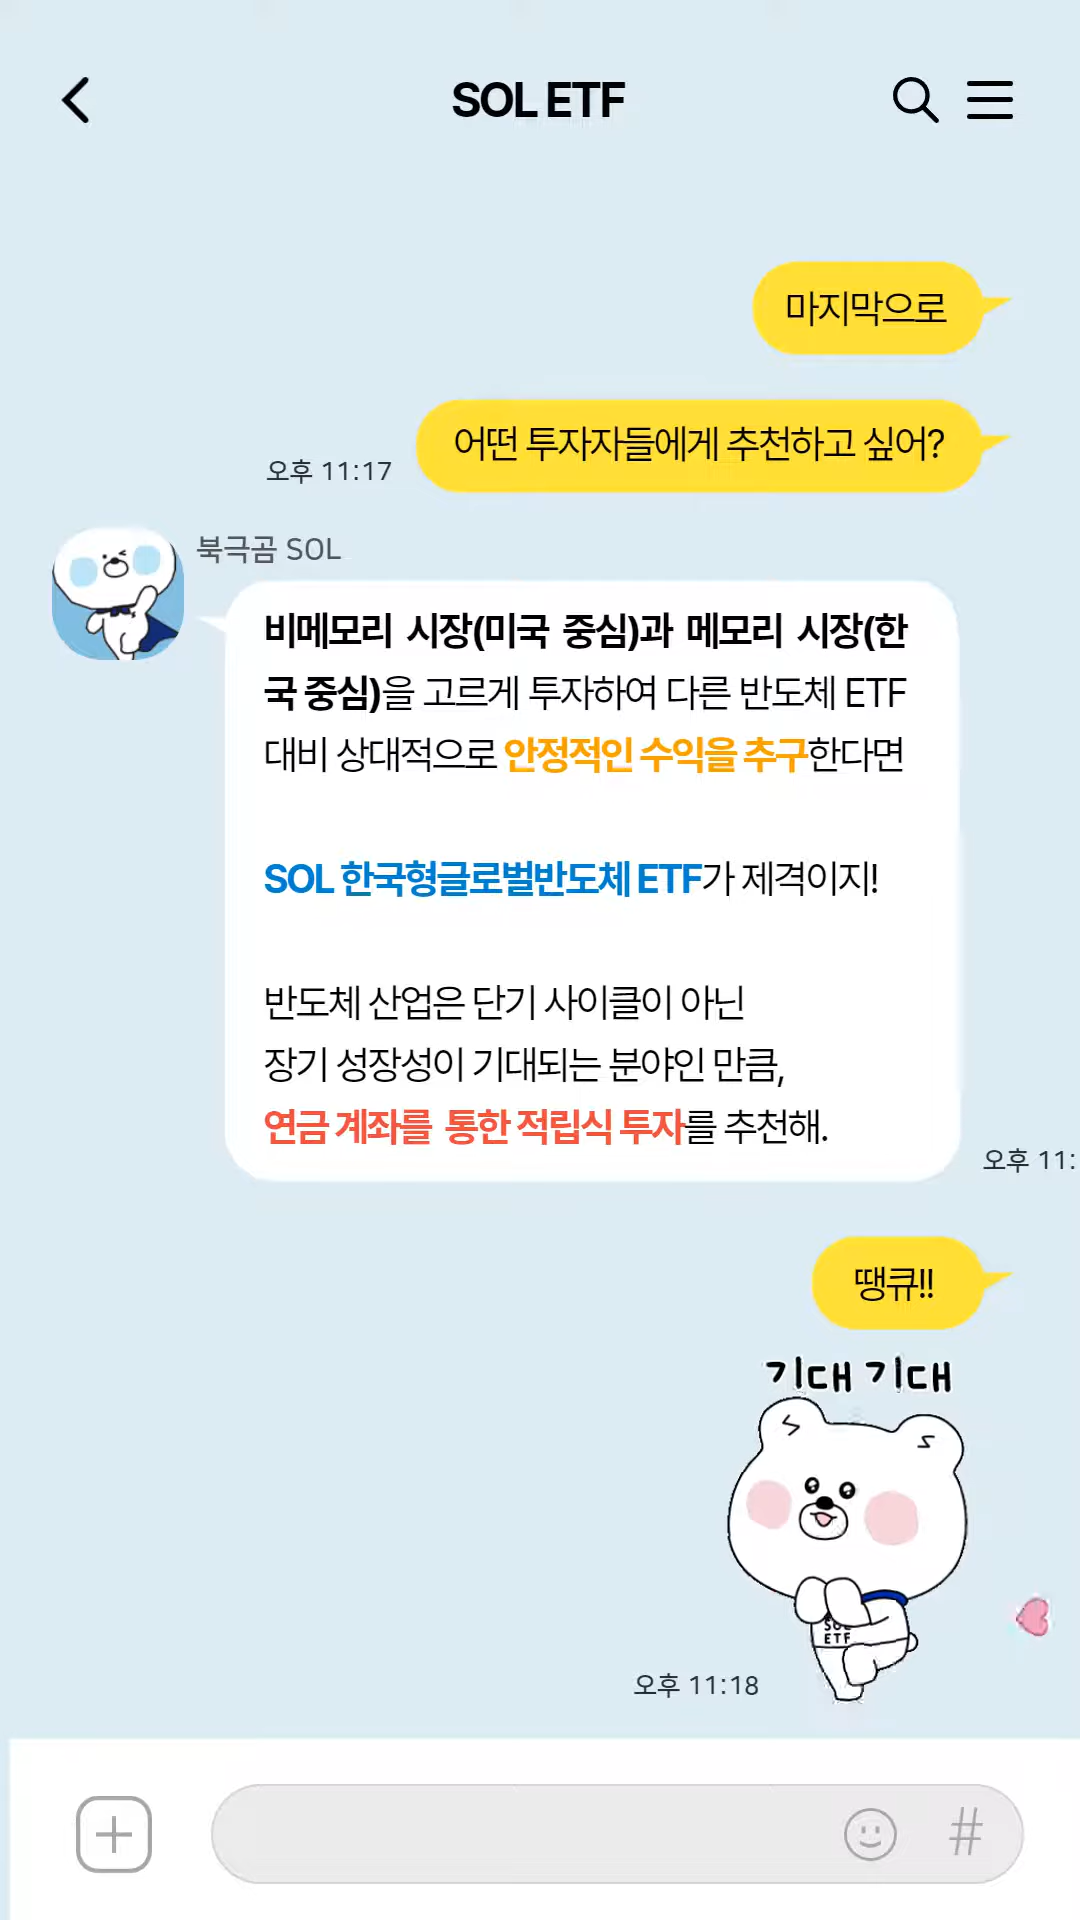 SOL ETF
마지막으로
어떤 투자자들에게 추천하고 싶어?
오후 11:17
북극곰 SOL
비메모리 시장(미국 중심)과 메모리 시장(한
국 중심)을 고르게 투자하여 다른 반도체 ETF
대비 상대적으로 안정적인 수익을 추구한다면
SOL 한국형글로벌반도체 ETF가 제격이지!
반도체 산업은 단기 사이클이 아닌
장기 성장성이 기대되는 분야인 만큼,
연금 계좌를 통한 적립식 투자를 추천해.
오후 11:
땡큐!!
기대 기대
SOL
ETF
오후 11:18
#